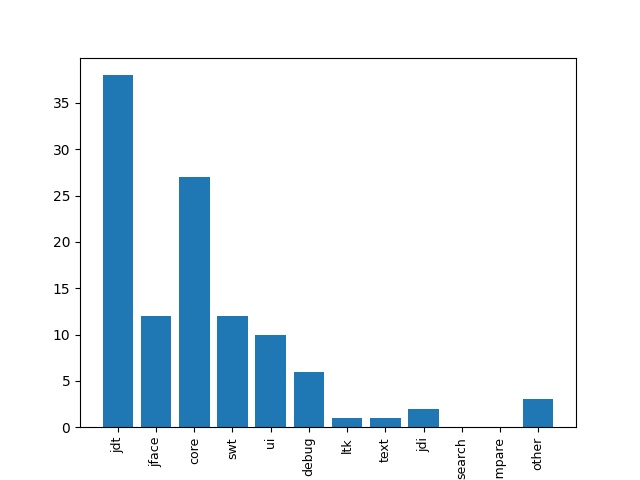 35
30
25
20
15
10
5
0
jdt
jface
core
swt
ui
debug
ltk
text
jdi
search
mpare
other